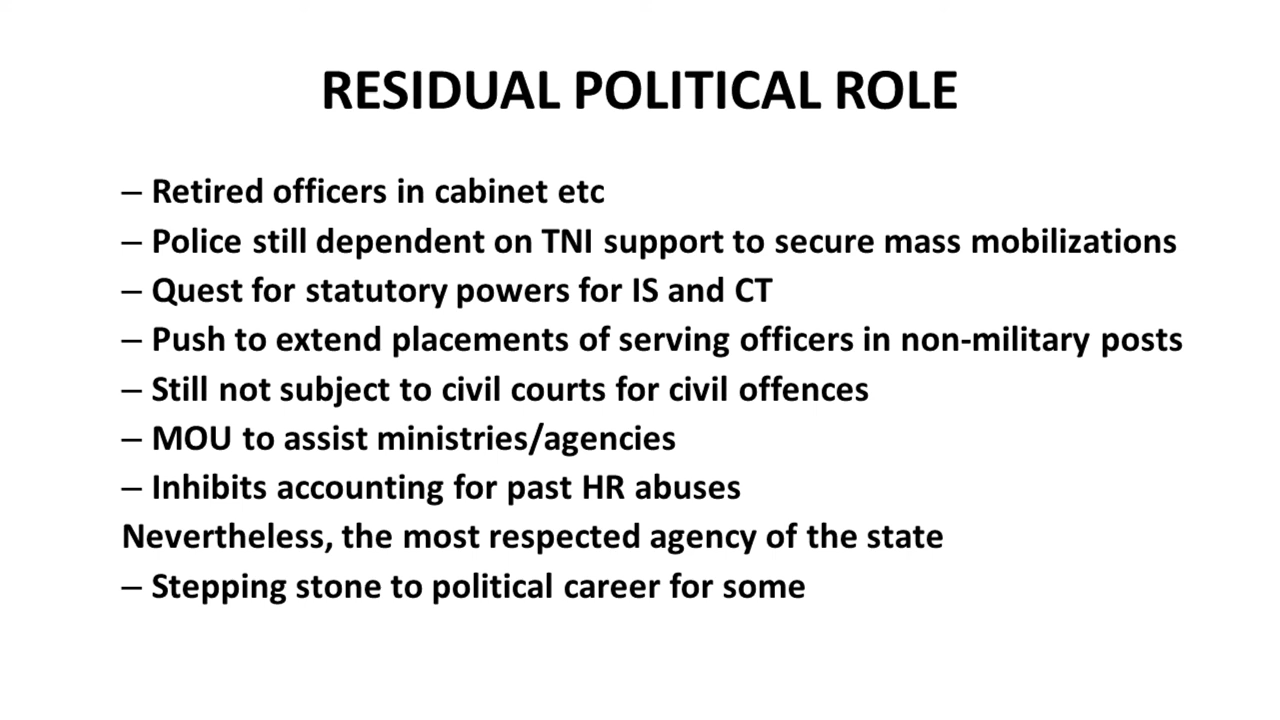 RESIDUAL POLITICAL ROLE
– Retired officers in cabinet etc
– Police still dependent on TNI support to secure mass mobilizations
– Quest for statutory powers for IS and CT
– Push to extend placements of serving officers in non-military posts
– Still not subject to civil courts for civil offences
– MOU to assist ministries/agencies
– Inhibits accounting for past HR abuses
Nevertheless, the most respected agency of the state
– Stepping stone to political career for some